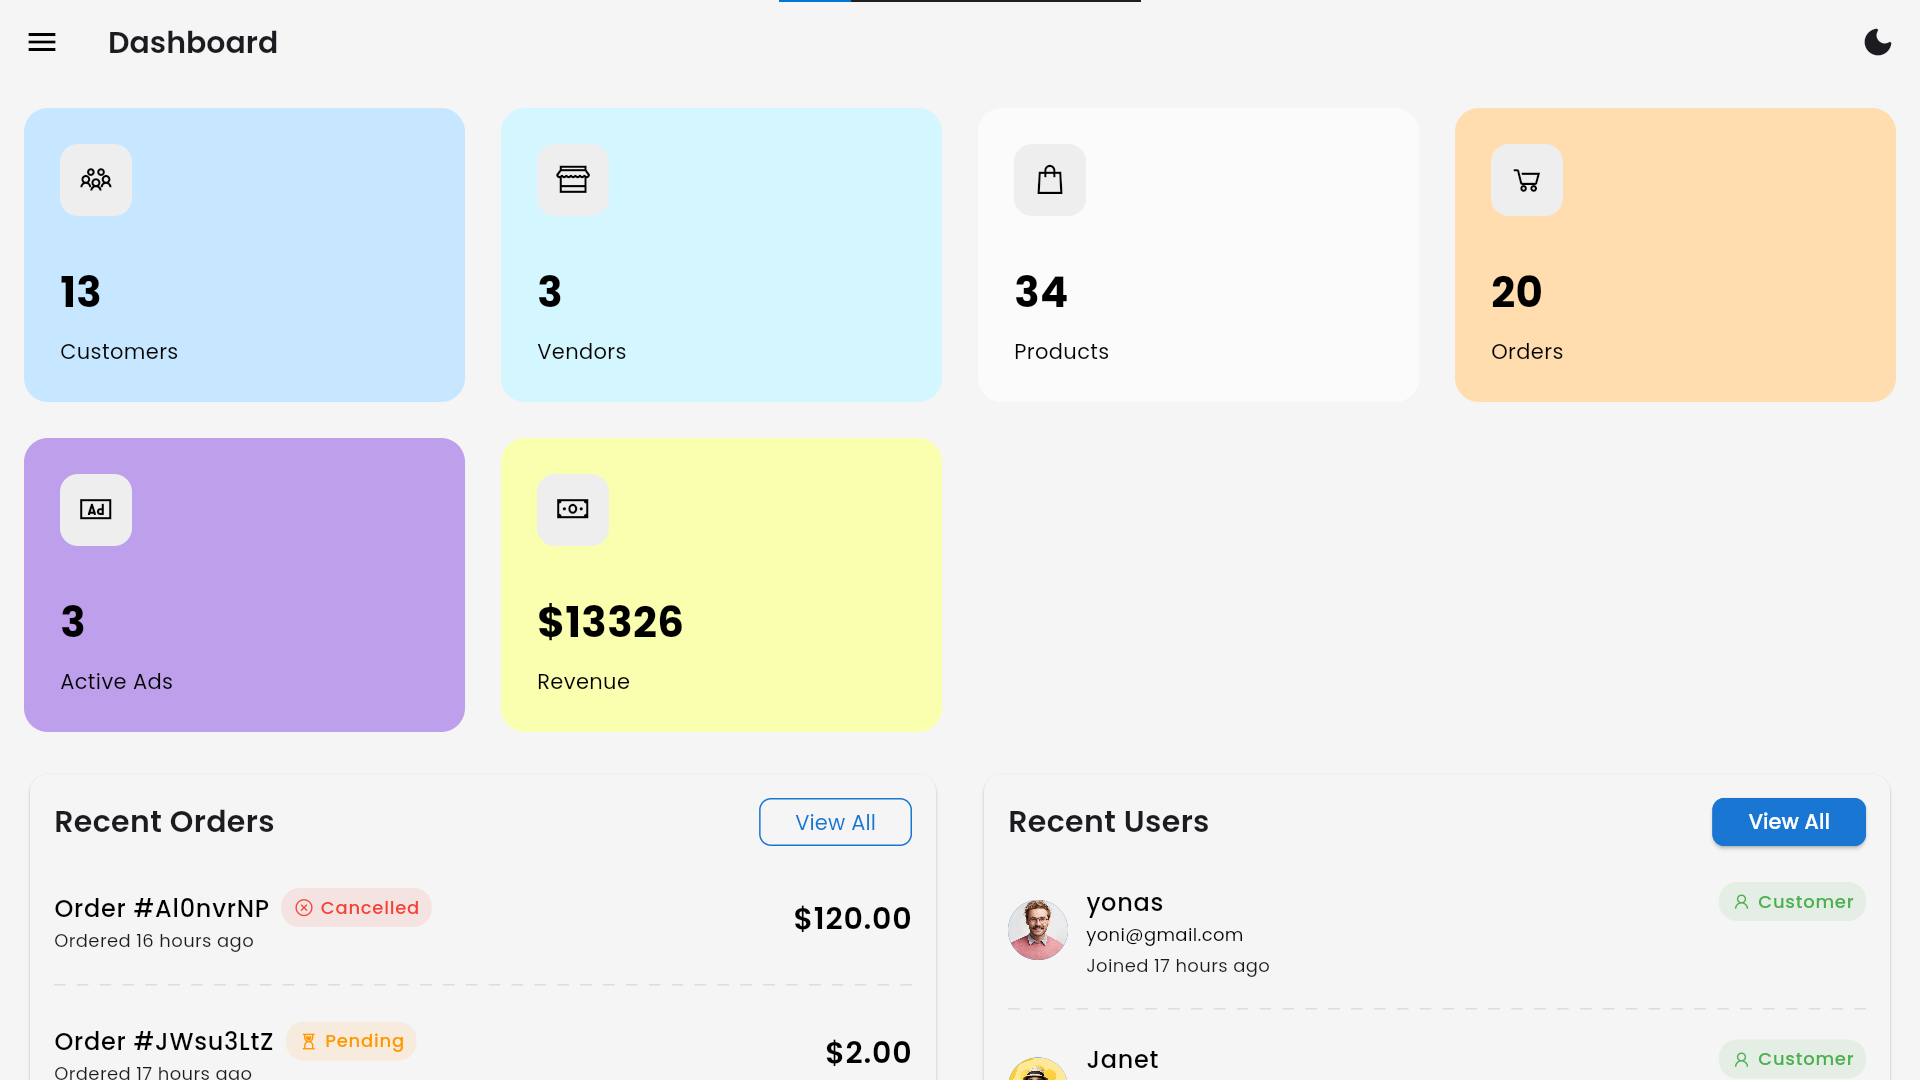 Dashboard
13
Customers
3
Vendors
34
Products
20
Orders
Ad
3
Active Ads
$13326
Revenue
Recent Orders
View All
Order #Al0nvrNP
Cancelled
Ordered 16 hours ago
$120.00
Order #JWsu3LtZ
Pending
Ordered 17 hours ago
$2.00
Recent Users
View All
yonas
Customer
yoni@gmail.com
Joined 17 hours ago
Janet
Customer